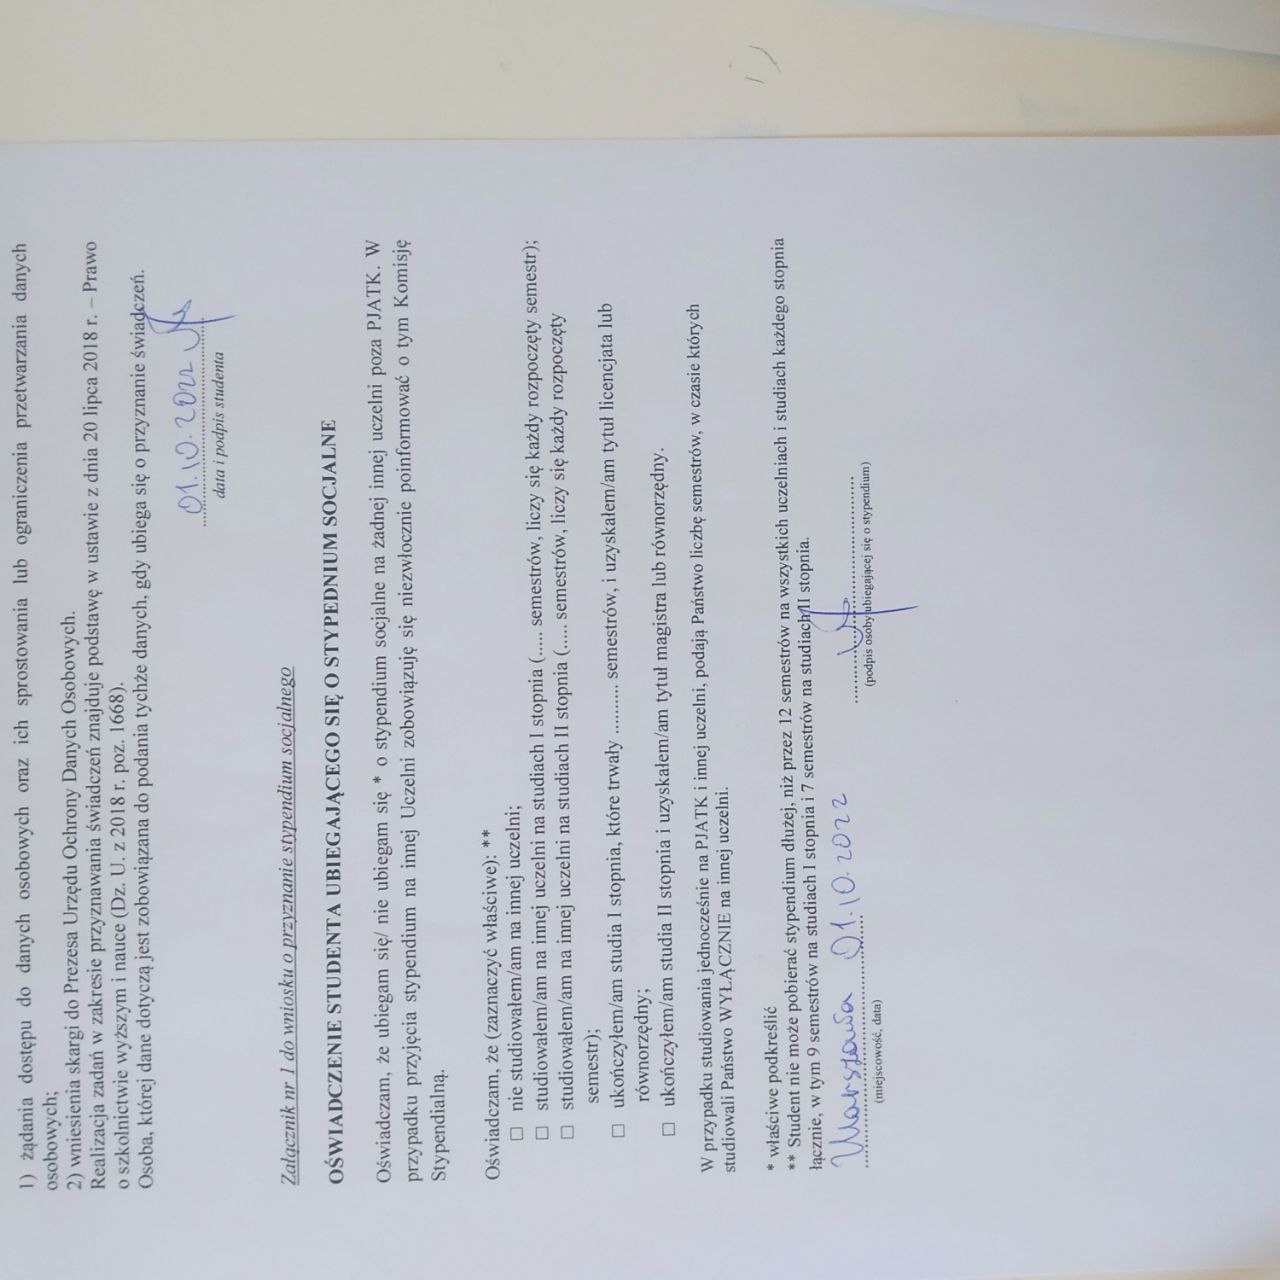 1) żądania dostępu do danych osobowych oraz ich sprostowania lub ograniczenia przetwarzania danych
osobowych;
2) wniesienia skargi do Prezesa Urzędu Ochrony Danych Osobowych.
Realizacja zadań w zakresie przyznawania świadczeń znajduje podstawę w ustawie z dnia 20 lipca 2018 r. – Prawo
o szkolnictwie wyższym i nauce (Dz. U. z 2018 r. poz. 1668).
Osoba, której dane dotyczą jest zobowiązana do podania tychże danych, gdy ubiega się o przyznanie świadczeń.
01.10.2022
data i podpis studenta
Załącznik nr 1 do wniosku o przyznanie stypendium socjalnego
OŚWIADCZENIE STUDENTA UBIEGAJĄCEGO SIĘ O STYPEDNIUM SOCJALNE
Oświadczam, że ubiegam się/ nie ubiegam się * o stypendium socjalne na żadnej innej uczelni poza PJATK. W
przypadku przyjęcia stypendium na innej Uczelni zobowiązuję się niezwłocznie poinformować o tym Komisję
Stypendialną.
Oświadczam, że (zaznaczyć właściwe): **
□ nie studiowałem/am na innej uczelni;
□ studiowałem/am na innej uczelni na studiach I stopnia (..... semestrów, liczy się każdy rozpoczęty semestr);
□ studiowałem/am na innej uczelni na studiach II stopnia (..... semestrów, liczy się każdy rozpoczęty
semestr);
□ ukończyłem/am studia I stopnia, które trwały .......... semestrów, i uzyskałem/am tytuł licencjata lub
równorzędny;
□ ukończyłem/am studia II stopnia i uzyskałem/am tytuł magistra lub równorzędny.
W przypadku studiowania jednocześnie na PJATK i innej uczelni, podają Państwo liczbę semestrów, w czasie których
studiowali Państwo WYŁĄCZNIE na innej uczelni.
* właściwe podkreślić
** Student nie może pobierać stypendium dłużej, niż przez 12 semestrów na wszystkich uczelniach i studiach każdego stopnia
łącznie, w tym 9 semestrów na studiach I stopnia i 7 semestrów na studiach II stopnia.
Warszawa 01.10.2022
(miejscowość, data) (podpis osoby ubiegającej się o stypendium)